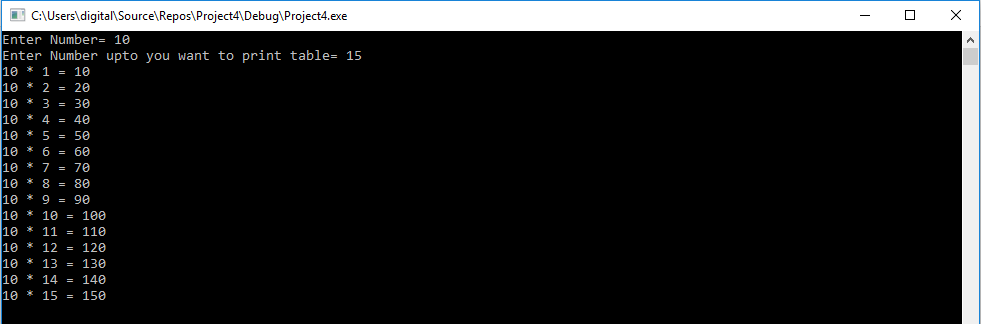 C:\Users\digital\Source\Repos\Project4\Debug\Project4.exe
Enter Number= 10
Enter Number upto you want to print table= 15
10 * 1 = 10
10 * 2 = 20
10 * 3 = 30
10 * 4 = 40
10 * 5 = 50
10 * 6 = 60
10 * 7 = 70
10 * 8 = 80
10 * 9 = 90
10 * 10 = 100
10 * 11 = 110
10 * 12 = 120
10 * 13 = 130
10 * 14 = 140
10 * 15 = 150